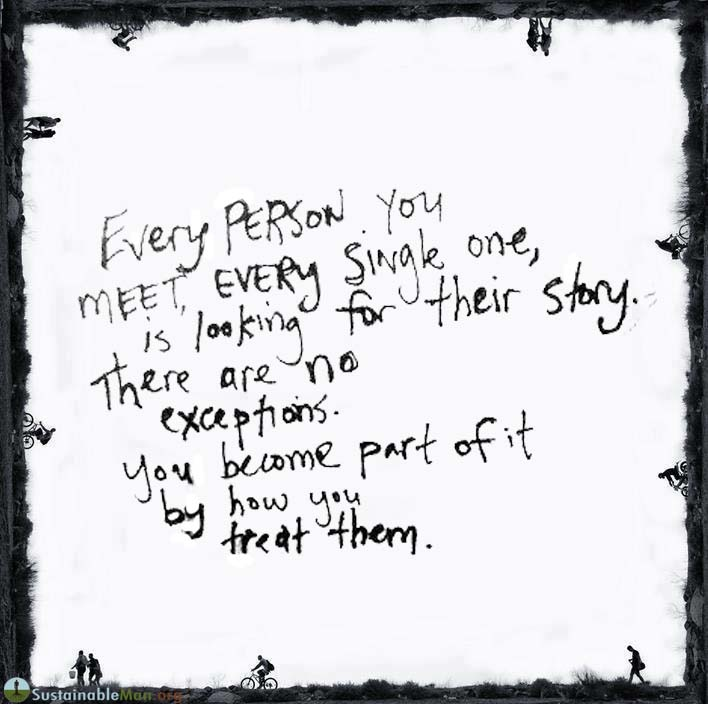 Every PERSON you
MEET, EVERY Single one,
is looking for their story.
There are no
exceptions.
you become part of it
by how you
treat them.
SustainableMan.org